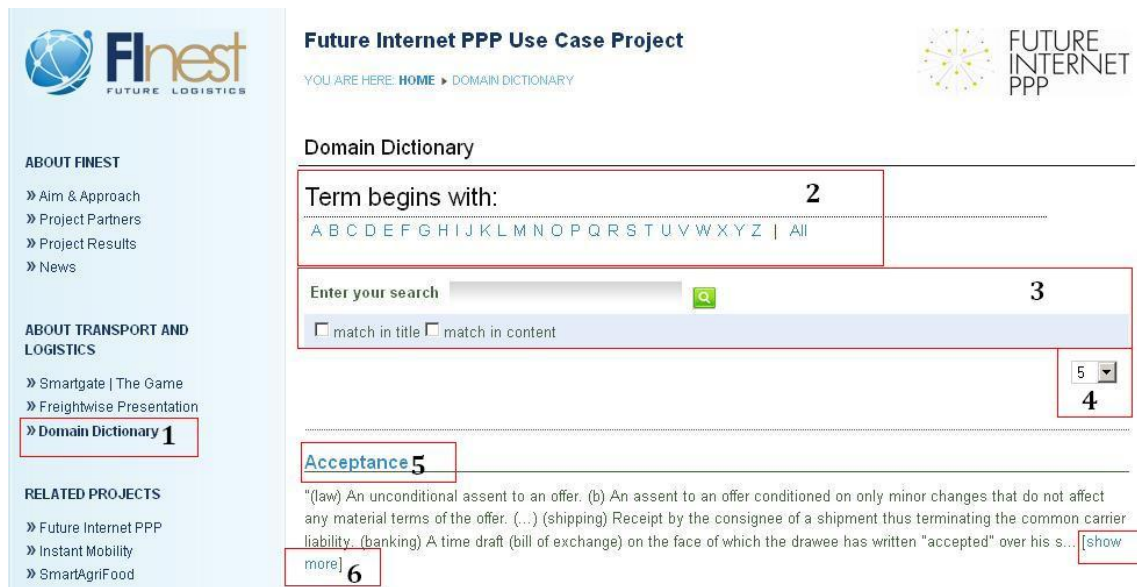 FInest
FUTURE LOGISTICS
Future Internet PPP Use Case Project
YOU ARE HERE: HOME ▸ DOMAIN DICTIONARY
FUTURE
INTERNET
PPP
ABOUT FINEST
» Aim & Approach
» Project Partners
» Project Results
» News
ABOUT TRANSPORT AND
LOGISTICS
» Smartgate | The Game
» Freightwise Presentation
» Domain Dictionary 1
RELATED PROJECTS
» Future Internet PPP
» Instant Mobility
» SmartAgriFood
Domain Dictionary
Term begins with: 2
A B C D E F G H I J K L M N O P Q R S T U V W X Y Z | All
Enter your search 3
match in title match in content
5
4
Acceptance 5
"(law) An unconditional assent to an offer. (b) An assent to an offer conditioned on only minor changes that do not affect
any material terms of the offer. (...) (shipping) Receipt by the consignee of a shipment thus terminating the common carrier
liability. (banking) A time draft (bill of exchange) on the face of which the drawee has written "accepted" over his s... [show
more] 6